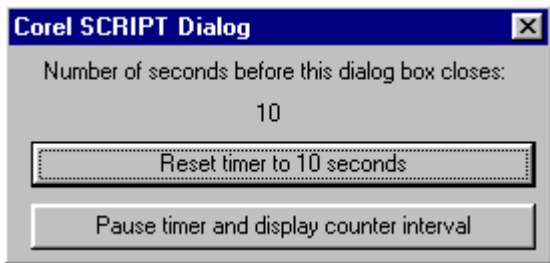 Corel SCRIPT Dialog
Number of seconds before this dialog box closes:
10
Reset timer to 10 seconds
Pause timer and display counter interval